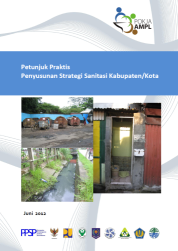 POKJA
AMPL
Petunjuk Praktis
Penyusunan Strategi Sanitasi Kabupaten/Kota
Juni 2012
PPSP